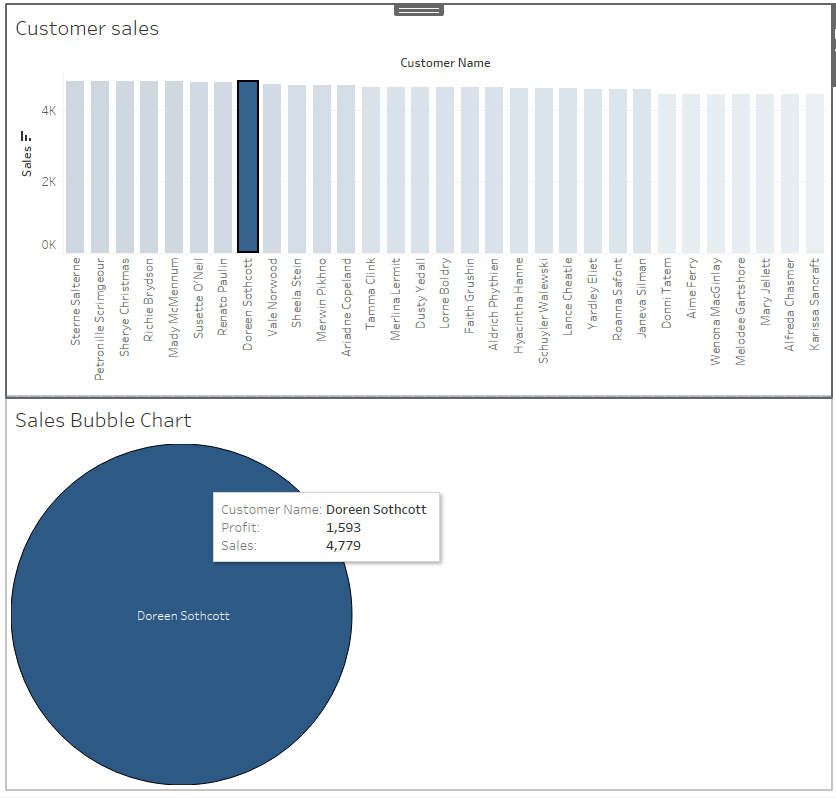 Customer sales
Customer Name
Sales
4K
2K
0K
Sterne Salterne
Petronille Scrimgeour
Sherye Christmas
Richie Brydson
Mady McMennum
Susette O'Neil
Renato Paulin
Doreen Sothcott
Vale Norwood
Sheela Stein
Merwin Pikhno
Ariadne Copeland
Tamma Clink
Merlina Lermit
Dusty Yedall
Lorne Boldry
Faith Grushin
Aldrich Phythien
Hyacintha Hanne
Schuyler Walewski
Lance Cheatle
Yardley Ellet
Roanna Safont
Janeva Silman
Donni Tatem
Aime Ferry
Wenona MacGinlay
Melodee Gartshore
Mary Jellett
Alfreda Chasmer
Karissa Sancraft
Sales Bubble Chart
Customer Name: Doreen Sothcott
Profit: 1,593
Sales: 4,779
Doreen Sothcott